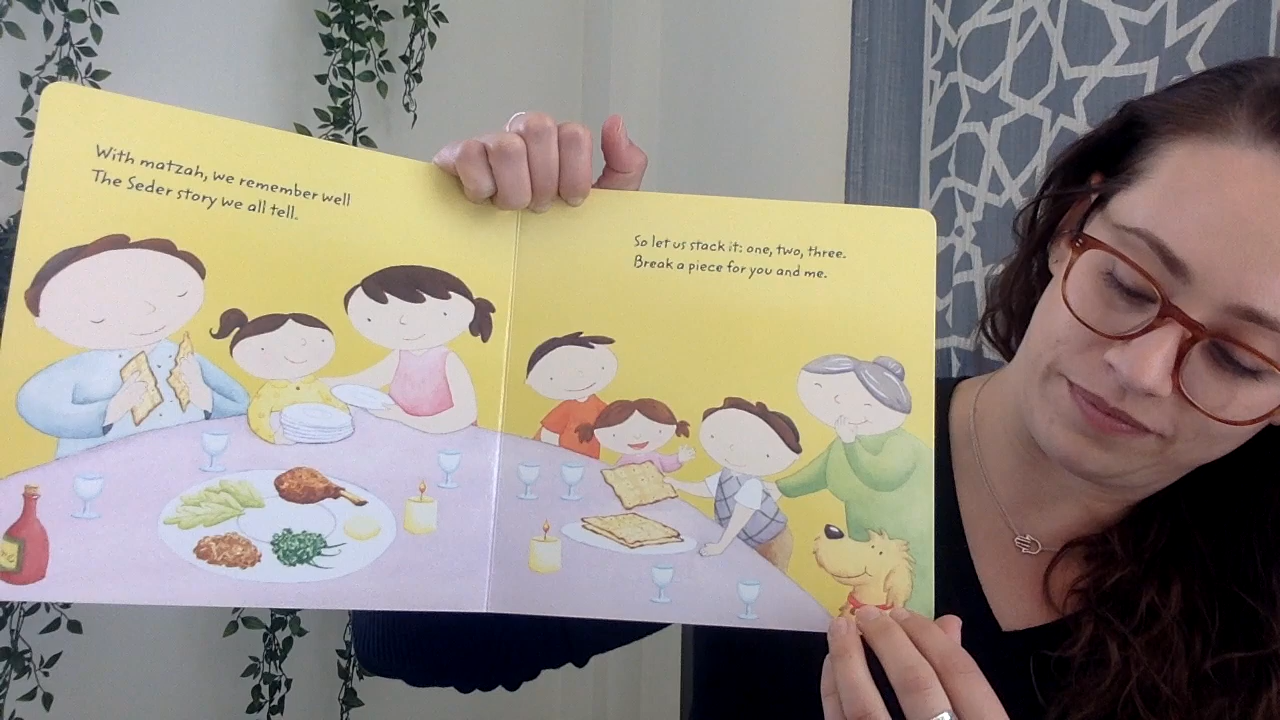 With matzah, we remember well
The Seder story we all tell.
So let us stack it: one, two, three.
Break a piece for you and me.